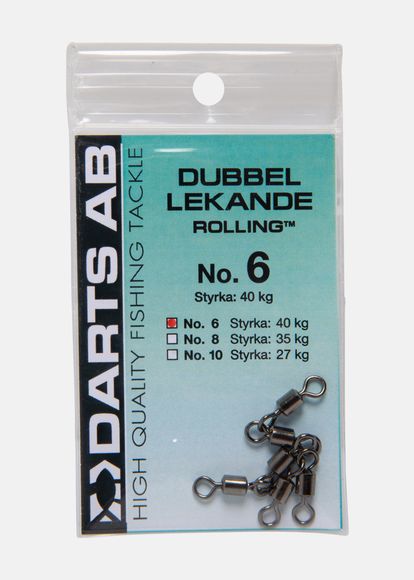 DARTS AB
HIGH QUALITY FISHING TACKLE
DUBBEL
LEKANDE
ROLLING™
No. 6
Styrka: 40 kg
No. 6 Styrka: 40 kg
No. 8 Styrka: 35 kg
No. 10 Styrka: 27 kg